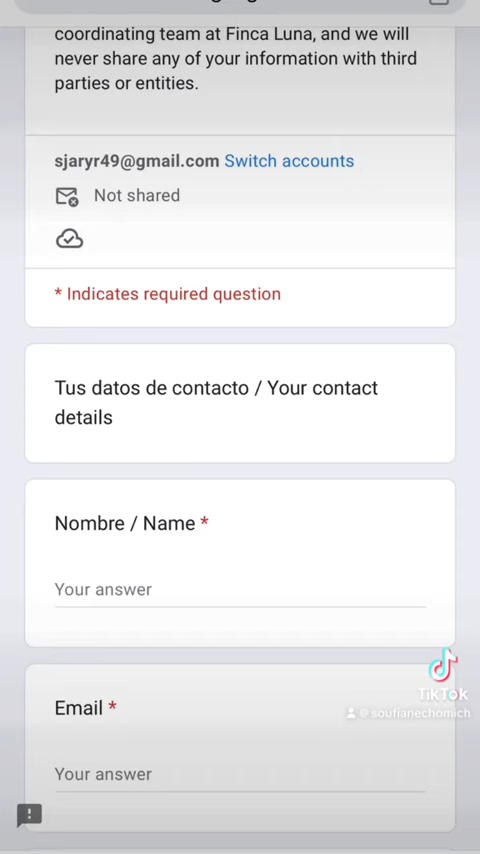 coordinating team at Finca Luna, and we will
never share any of your information with third
parties or entities.
sjaryr49@gmail.com Switch accounts
Not shared
* Indicates required question
Tus datos de contacto / Your contact
details
Nombre / Name *
Your answer
TikTok
@soufianechomich
Email *
Your answer